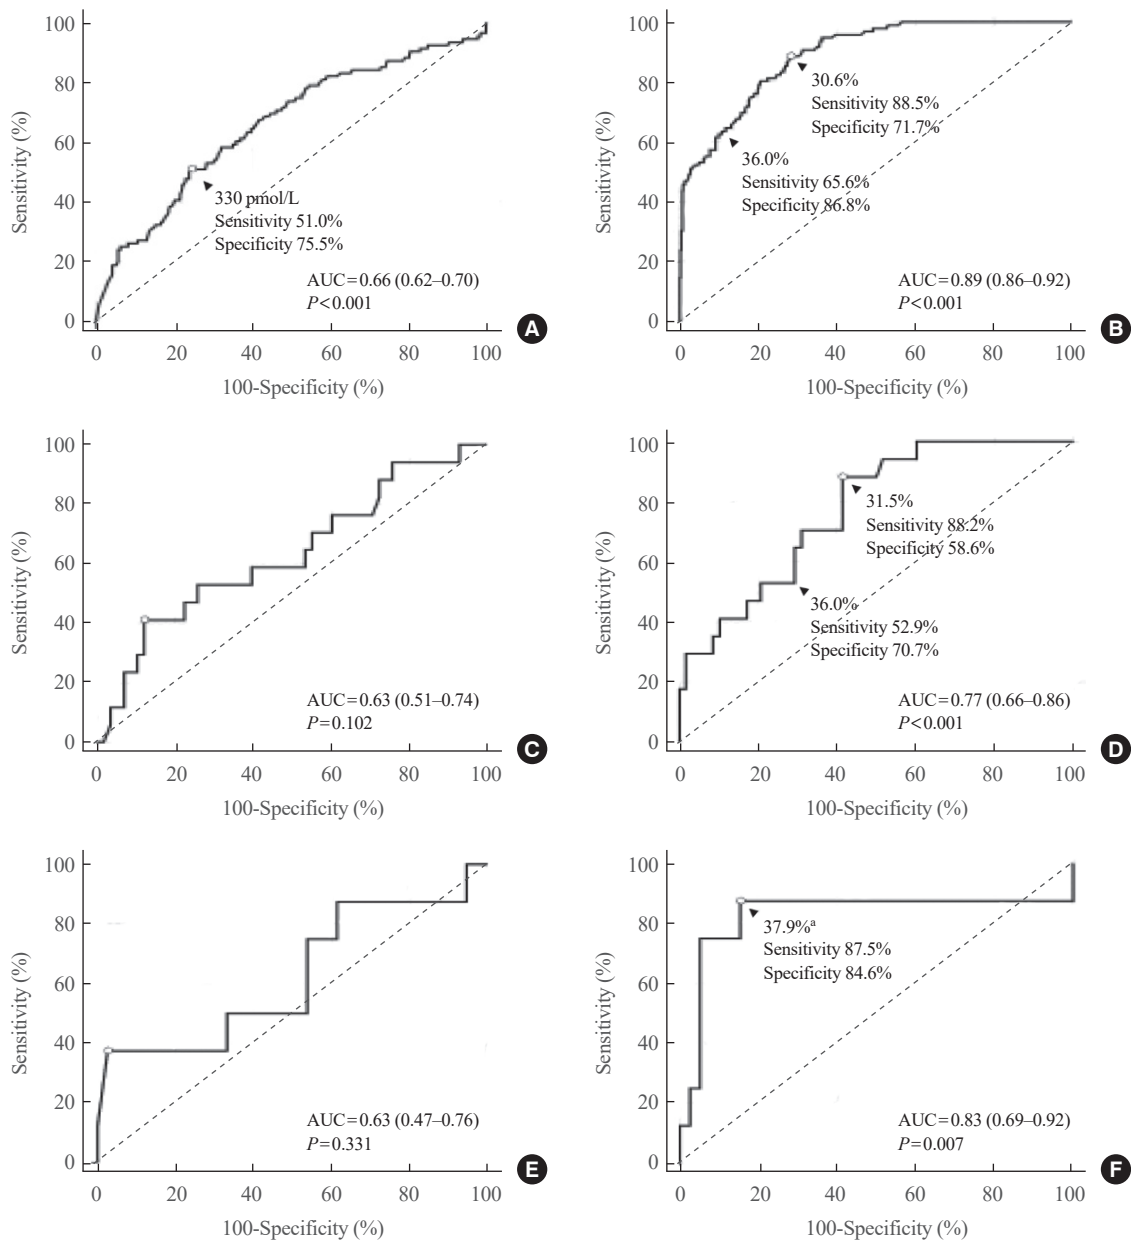 100
80
60
40
20
0
Sensitivity (%)
330 pmol/L
Sensitivity 51.0%
Specificity 75.5%
AUC=0.66 (0.62–0.70)
P<0.001
0 20 40 60 80 100
100-Specificity (%)
A
100
80
60
40
20
0
Sensitivity (%)
30.6%
Sensitivity 88.5%
Specificity 71.7%
36.0%
Sensitivity 65.6%
Specificity 86.8%
AUC=0.89 (0.86–0.92)
P<0.001
0 20 40 60 80 100
100-Specificity (%)
B
100
80
60
40
20
0
Sensitivity (%)
AUC=0.63 (0.51–0.74)
P=0.102
0 20 40 60 80 100
100-Specificity (%)
C
100
80
60
40
20
0
Sensitivity (%)
31.5%
Sensitivity 88.2%
Specificity 58.6%
36.0%
Sensitivity 52.9%
Specificity 70.7%
AUC=0.77 (0.66–0.86)
P<0.001
0 20 40 60 80 100
100-Specificity (%)
D
100
80
60
40
20
0
Sensitivity (%)
AUC=0.63 (0.47–0.76)
P=0.331
0 20 40 60 80 100
100-Specificity (%)
E
100
80
60
40
20
0
Sensitivity (%)
37.9%ª
Sensitivity 87.5%
Specificity 84.6%
AUC=0.83 (0.69–0.92)
P=0.007
0 20 40 60 80 100
100-Specificity (%)
F